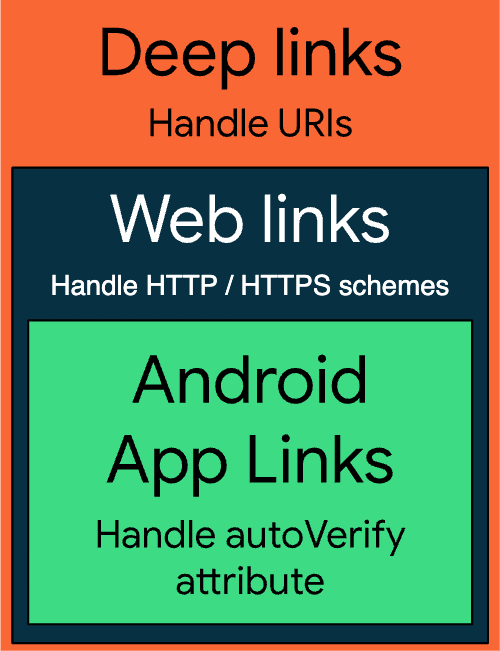 Deep links
Handle URIs
Web links
Handle HTTP / HTTPS schemes
Android
App Links
Handle autoVerify
attribute